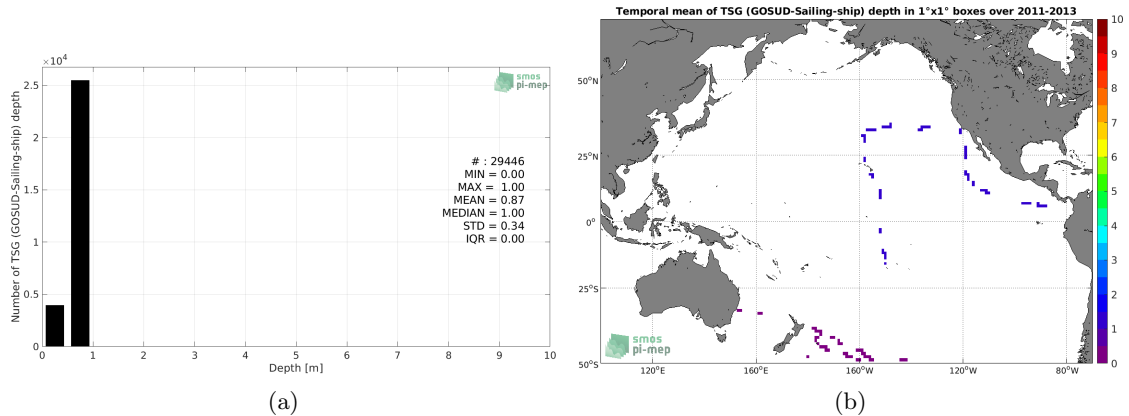 ×10⁴
2.5
2
1.5
1
0.5
0
Number of TSG (GOSUD-Sailing-ship) depth
smos
pi-mep
# : 29446
MIN = 0.00
MAX = 1.00
MEAN = 0.87
MEDIAN = 1.00
STD = 0.34
IQR = 0.00
0 1 2 3 4 5 6 7 8 9 10
Depth [m]
(a)
Temporal mean of TSG (GOSUD-Sailing-ship) depth in 1°x1° boxes over 2011-2013
50°N
25°N
0°
25°S
50°S
120°E 160°E 160°W 120°W 80°W
smos
pi-mep
10
9
8
7
6
5
4
3
2
1
0
(b)